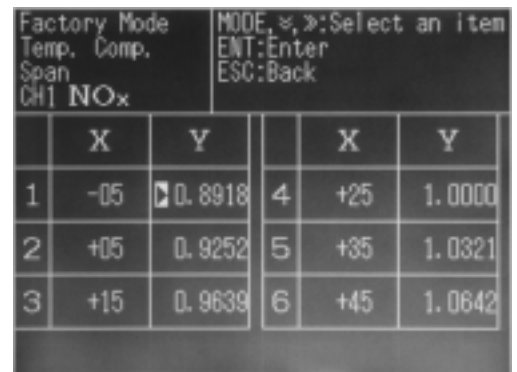 Factory Mode
Temp. Comp.
Span
CH1 NOx
MODE,⩔,»:Select an item
ENT:Enter
ESC:Back
X Y X Y
1 -05 0.8918 4 +25 1.0000
2 +05 0.9252 5 +35 1.0321
3 +15 0.9639 6 +45 1.0642